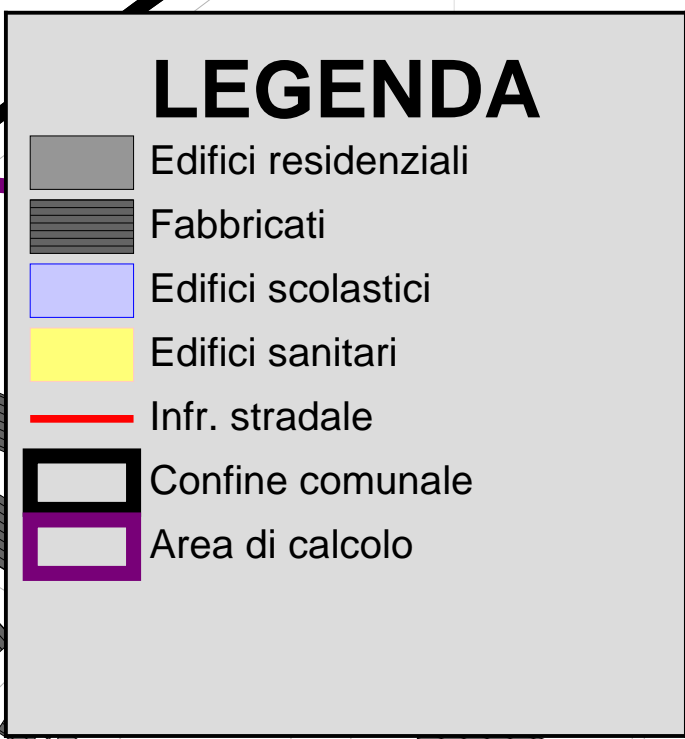 LEGENDA
Edifici residenziali
Fabbricati
Edifici scolastici
Edifici sanitari
Infr. stradale
Confine comunale
Area di calcolo